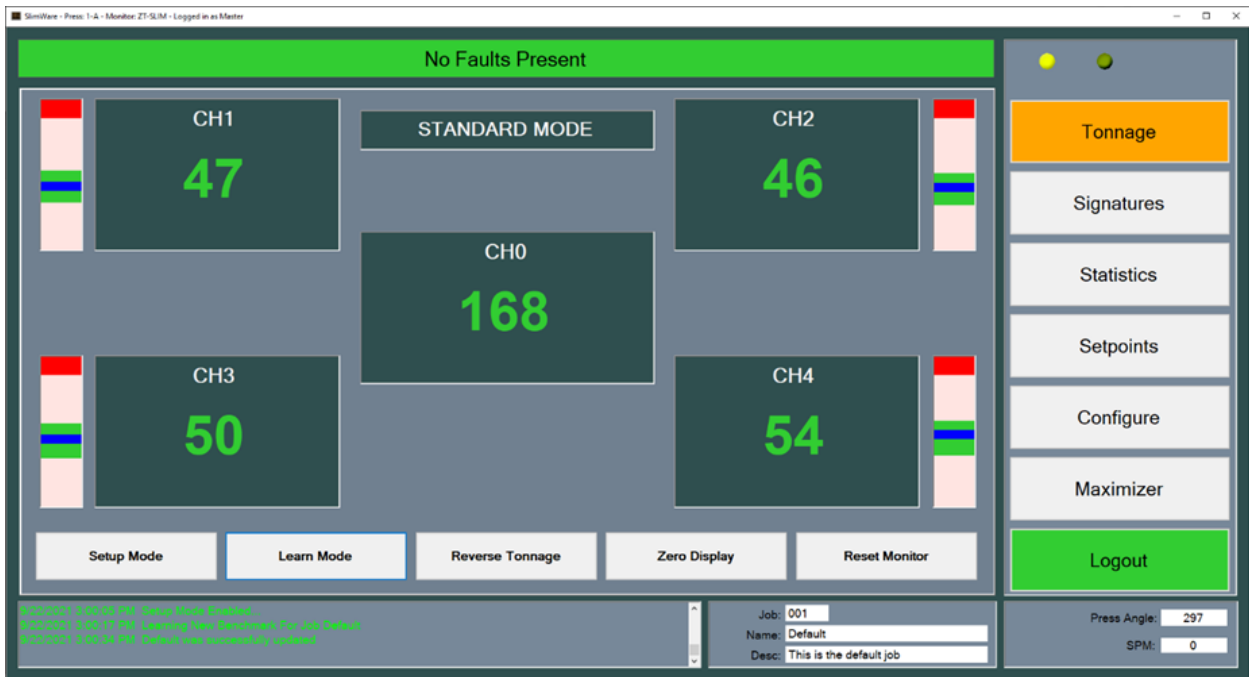 SlimWare - Press: 1-A - Monitor: ZT-SLIM - Logged in as Master
No Faults Present
CH1
47
STANDARD MODE
CH2
46
CH0
168
CH3
50
CH4
54
Setup Mode
Learn Mode
Reverse Tonnage
Zero Display
Reset Monitor
Tonnage
Signatures
Statistics
Setpoints
Configure
Maximizer
Logout
9/22/2021 3:00:05 PM: Setup Mode Enabled...
9/22/2021 3:00:17 PM: Learning New Benchmark For Job Default
9/22/2021 3:00:34 PM: Default was successfully updated
Job: 001
Name: Default
Desc: This is the default job
Press Angle: 297
SPM: 0